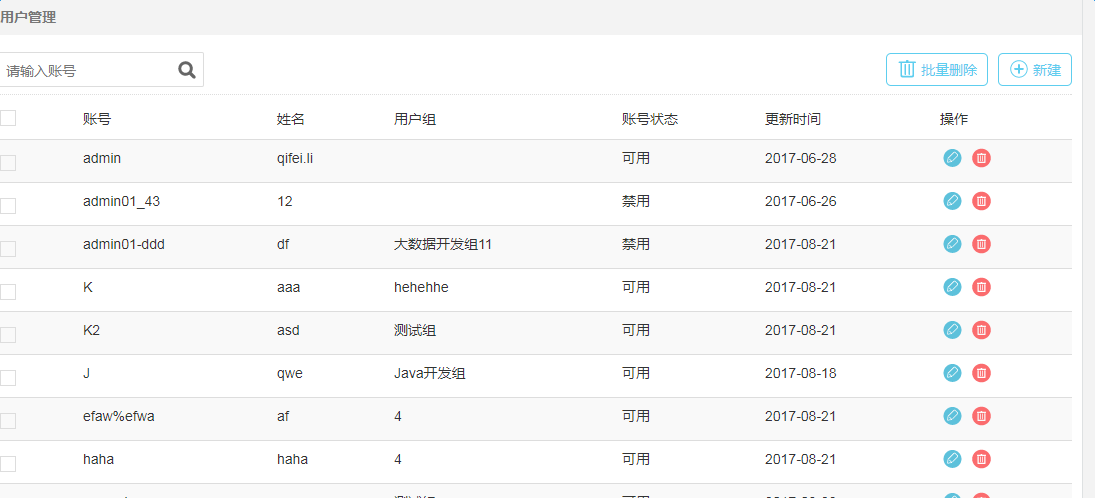 用户管理
请输入账号 批量删除 新建
账号 姓名 用户组 账号状态 更新时间 操作
admin qifei.li 可用 2017-06-28
admin01_43 12 禁用 2017-06-26
admin01-ddd df 大数据开发组11 禁用 2017-08-21
K aaa hehehhe 可用 2017-08-21
K2 asd 测试组 可用 2017-08-21
J qwe Java开发组 可用 2017-08-18
efaw%efwa af 4 可用 2017-08-21
haha haha 4 可用 2017-08-21